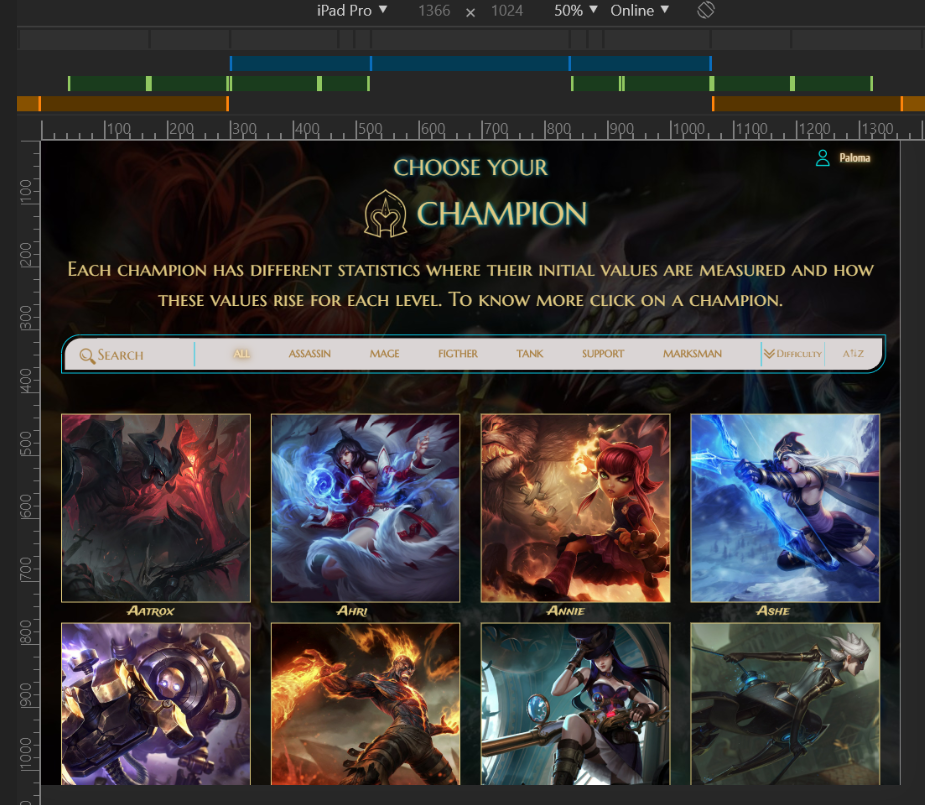 iPad Pro ▼ 1366 x 1024 50% ▼ Online ▼
100 200 300 400 500 600 700 800 900 1000 1100 1200 1300
100
200
300
400
500
600
700
800
900
1000
Paloma
CHOOSE YOUR
CHAMPION
Each champion has different statistics where their initial values are measured and how
these values rise for each level. To know more click on a champion.
Search ALL ASSASSIN MAGE FIGTHER TANK SUPPORT MARKSMAN Difficulty A⇅Z
Aatrox Ahri Annie Ashe